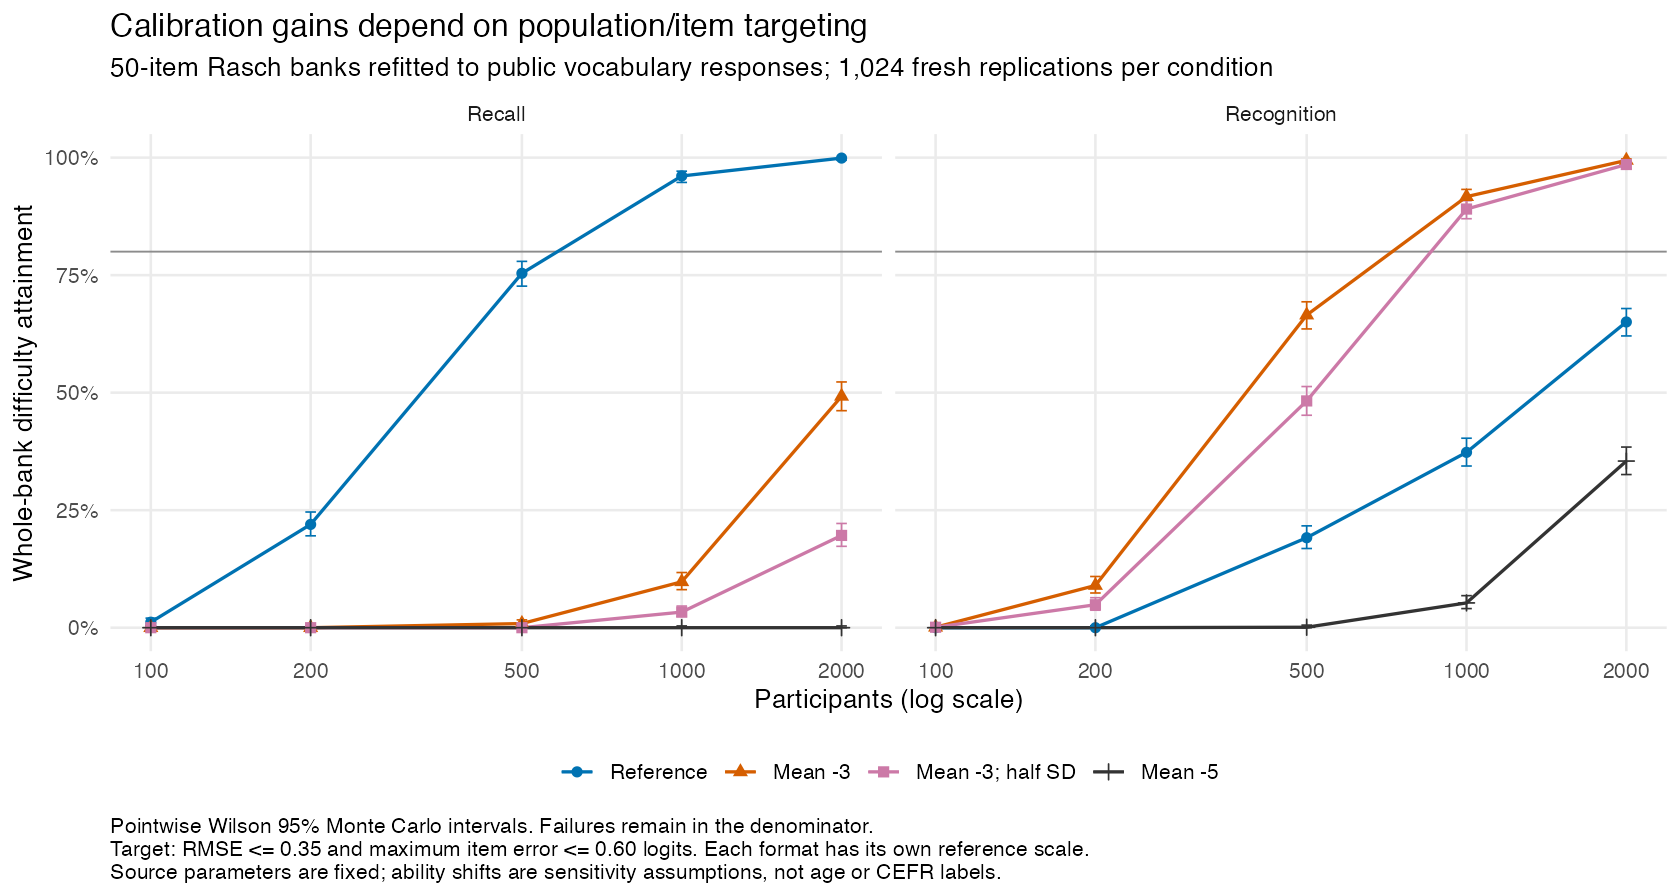 Calibration gains depend on population/item targeting
50-item Rasch banks refitted to public vocabulary responses; 1,024 fresh replications per condition
Recall
Recognition
Whole-bank difficulty attainment
100%
75%
50%
25%
0%
100 200 500 1000 2000
100 200 500 1000 2000
Participants (log scale)
Reference Mean -3 Mean -3; half SD Mean -5
Pointwise Wilson 95% Monte Carlo intervals. Failures remain in the denominator.
Target: RMSE <= 0.35 and maximum item error <= 0.60 logits. Each format has its own reference scale.
Source parameters are fixed; ability shifts are sensitivity assumptions, not age or CEFR labels.